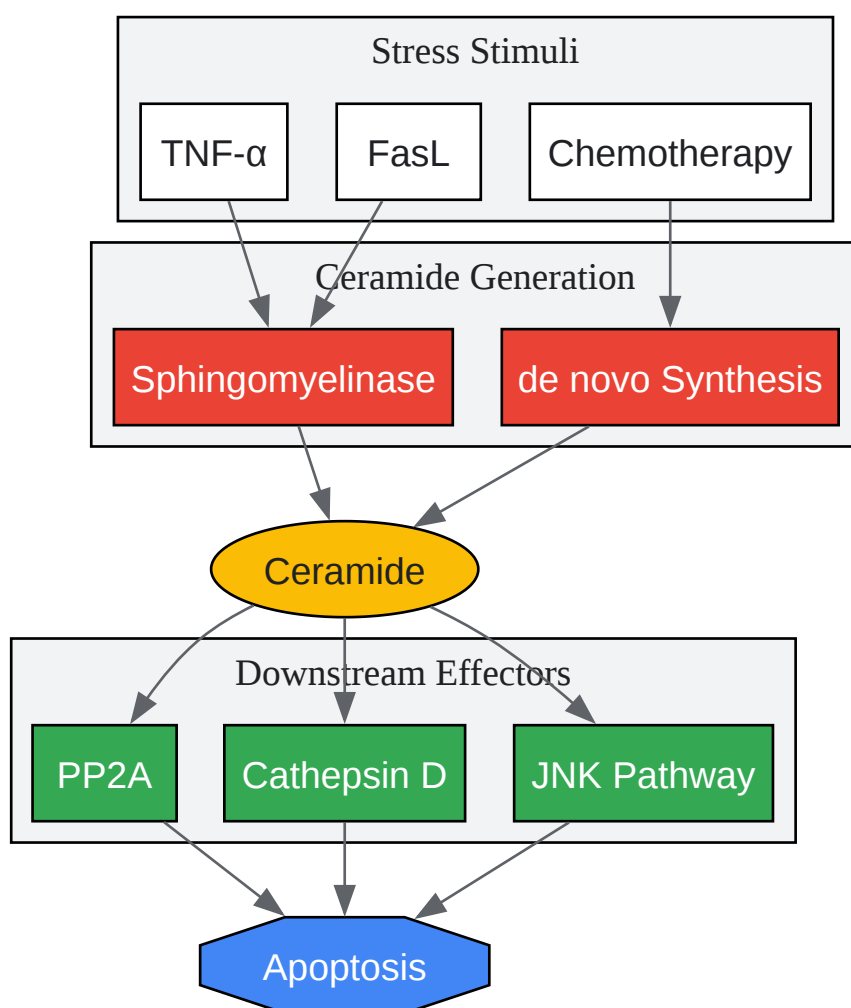 Stress Stimuli
TNF-α FasL Chemotherapy
Ceramide Generation
Sphingomyelinase de novo Synthesis
Ceramide
Downstream Effectors
PP2A Cathepsin D JNK Pathway
Apoptosis